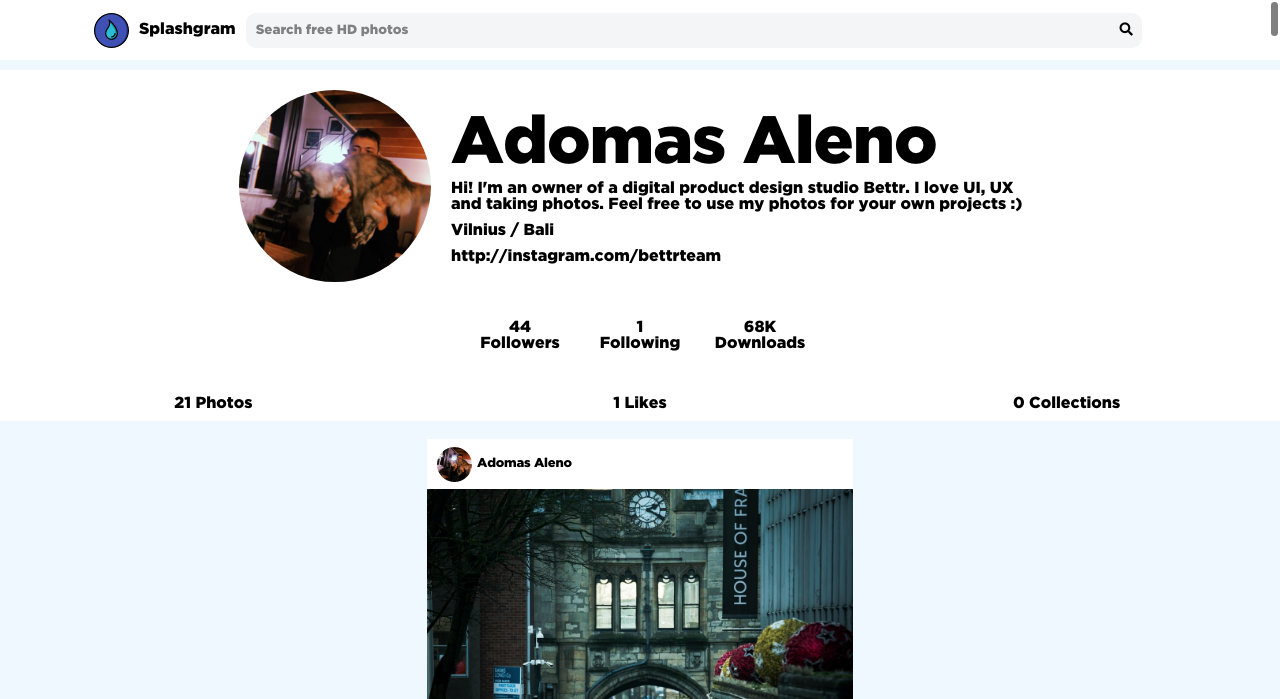 Splashgram
Search free HD photos
Adomas Aleno
Hi! I'm an owner of a digital product design studio Bettr. I love UI, UX
and taking photos. Feel free to use my photos for your own projects :)
Vilnius / Bali
http://instagram.com/bettrteam
44
Followers
1
Following
68K
Downloads
21 Photos
1 Likes
0 Collections
Adomas Aleno
HOUSE OF FRA